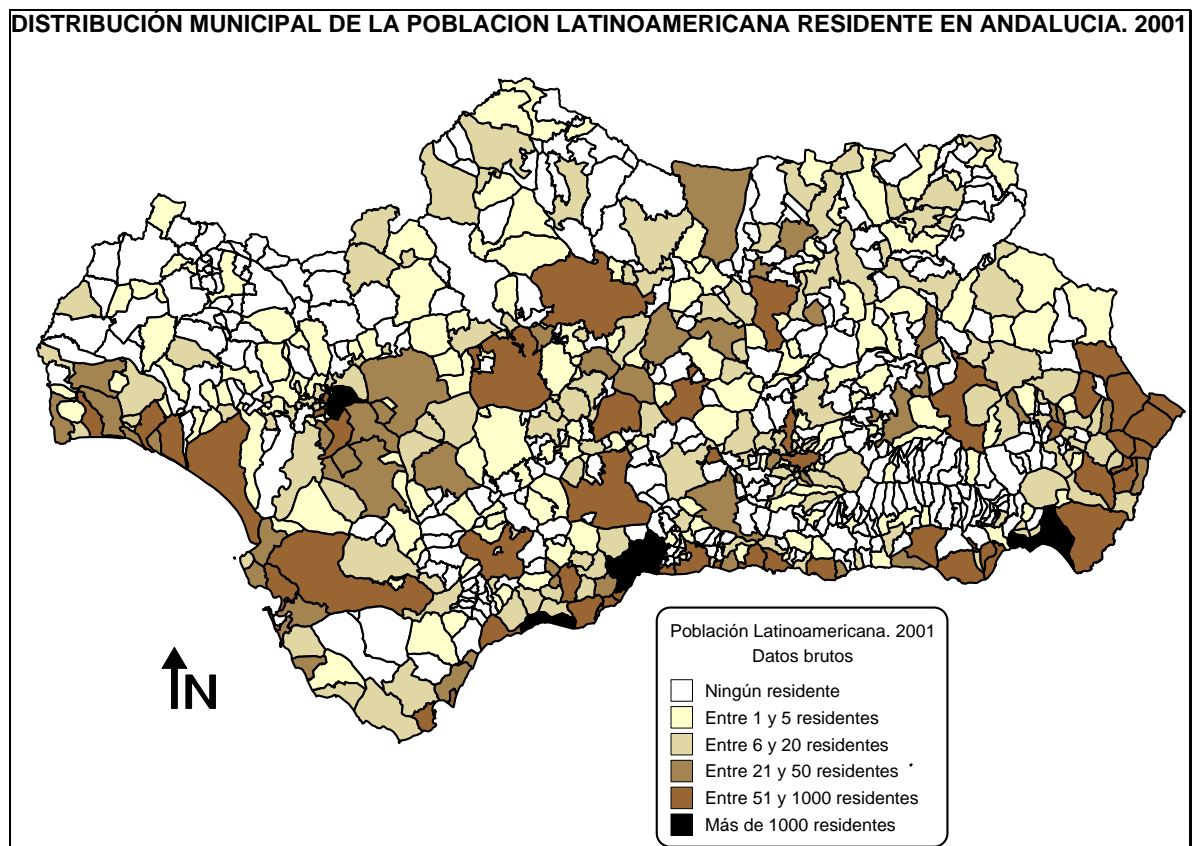 DISTRIBUCIÓN MUNICIPAL DE LA POBLACION LATINOAMERICANA RESIDENTE EN ANDALUCIA. 2001
N
Población Latinoamericana. 2001
Datos brutos
Ningún residente
Entre 1 y 5 residentes
Entre 6 y 20 residentes
Entre 21 y 50 residentes
Entre 51 y 1000 residentes
Más de 1000 residentes